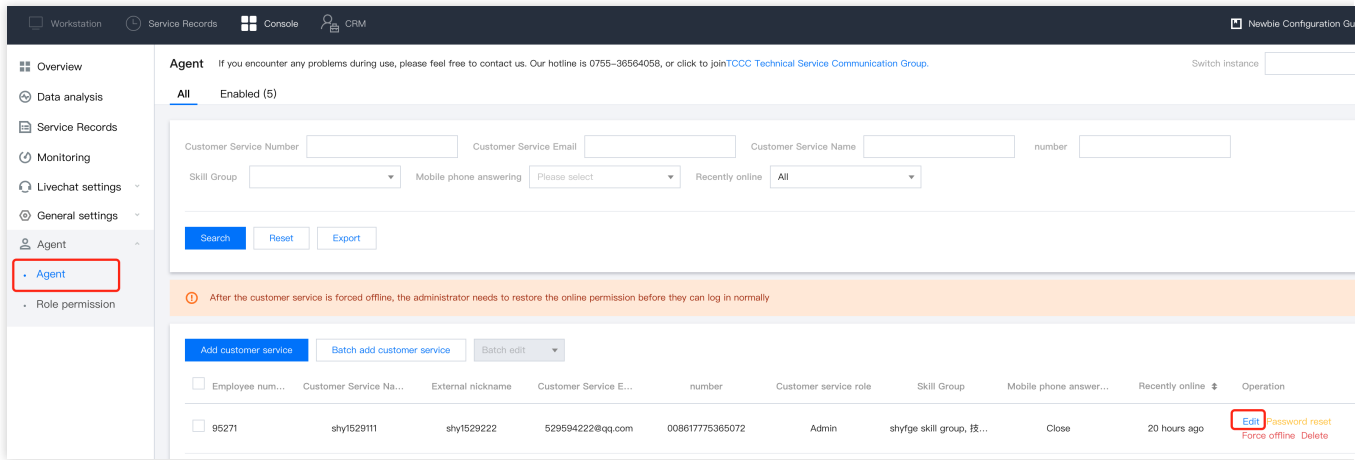 Workstation Service Records Console CRM Newbie Configuration Gu
Overview
Data analysis
Service Records
Monitoring
Livechat settings
General settings
Agent
Agent
Role permission
Agent If you encounter any problems during use, please feel free to contact us. Our hotline is 0755-36564058, or click to joinTCCC Technical Service Communication Group. Switch instance
All Enabled (5)
Customer Service Number Customer Service Email Customer Service Name number
Skill Group Mobile phone answering Please select Recently online All
Search Reset Export
After the customer service is forced offline, the administrator needs to restore the online permission before they can log in normally
Add customer service Batch add customer service Batch edit
Employee num... Customer Service Na... External nickname Customer Service E... number Customer service role Skill Group Mobile phone answer... Recently online Operation
95271 shy1529111 shy1529222 529594222@qq.com 008617775365072 Admin shyfge skill group, 技... Close 20 hours ago Edit Password reset
Force offline Delete